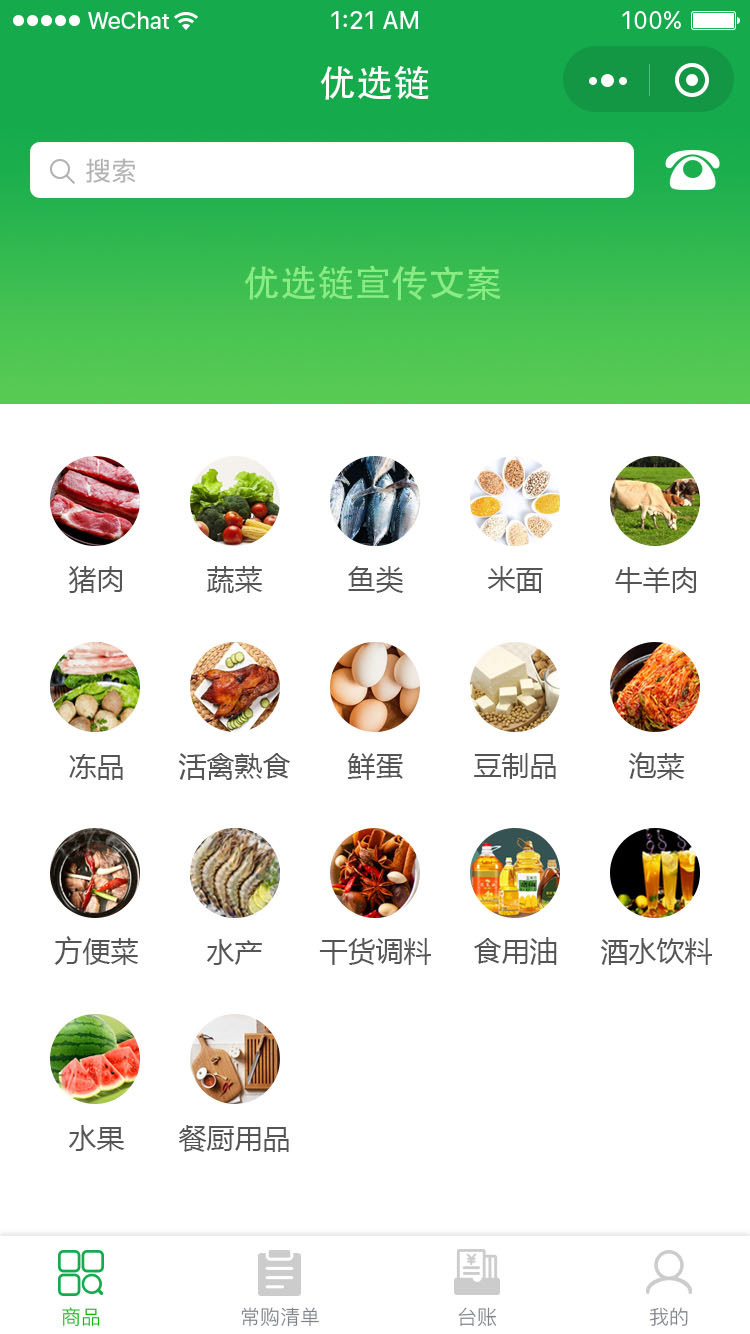 WeChat 1:21 AM 100%
优选链
搜索
优选链宣传文案
猪肉 蔬菜 鱼类 米面 牛羊肉
冻品 活禽熟食 鲜蛋 豆制品 泡菜
方便菜 水产 干货调料 食用油 酒水饮料
水果 餐厨用品
商品 常购清单 台账 我的